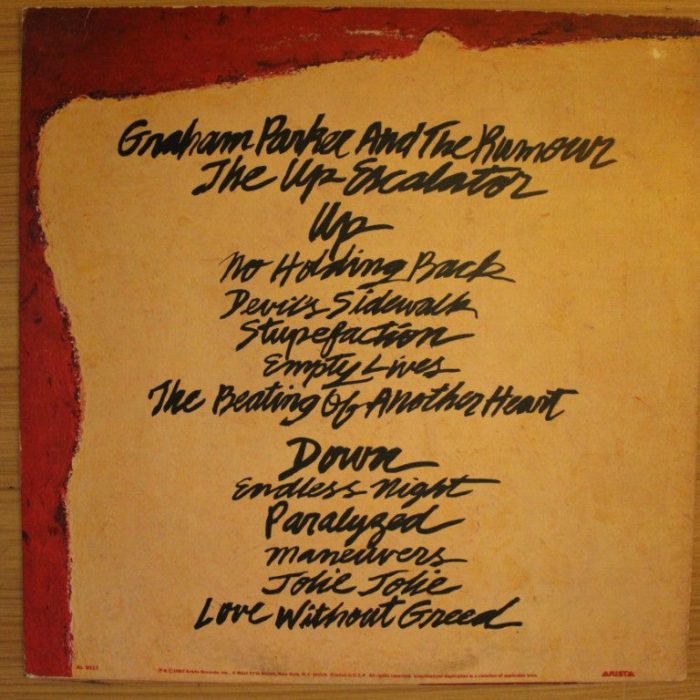 Graham Parker And The Rumour
The Up Escalator
Up
No Holding Back
Devil's Sidewalk
Stupefaction
Empty Lives
The Beating Of Another Heart
Down
Endless Night
Paralyzed
Maneuvers
Jolie Jolie
Love Without Greed
ARISTA